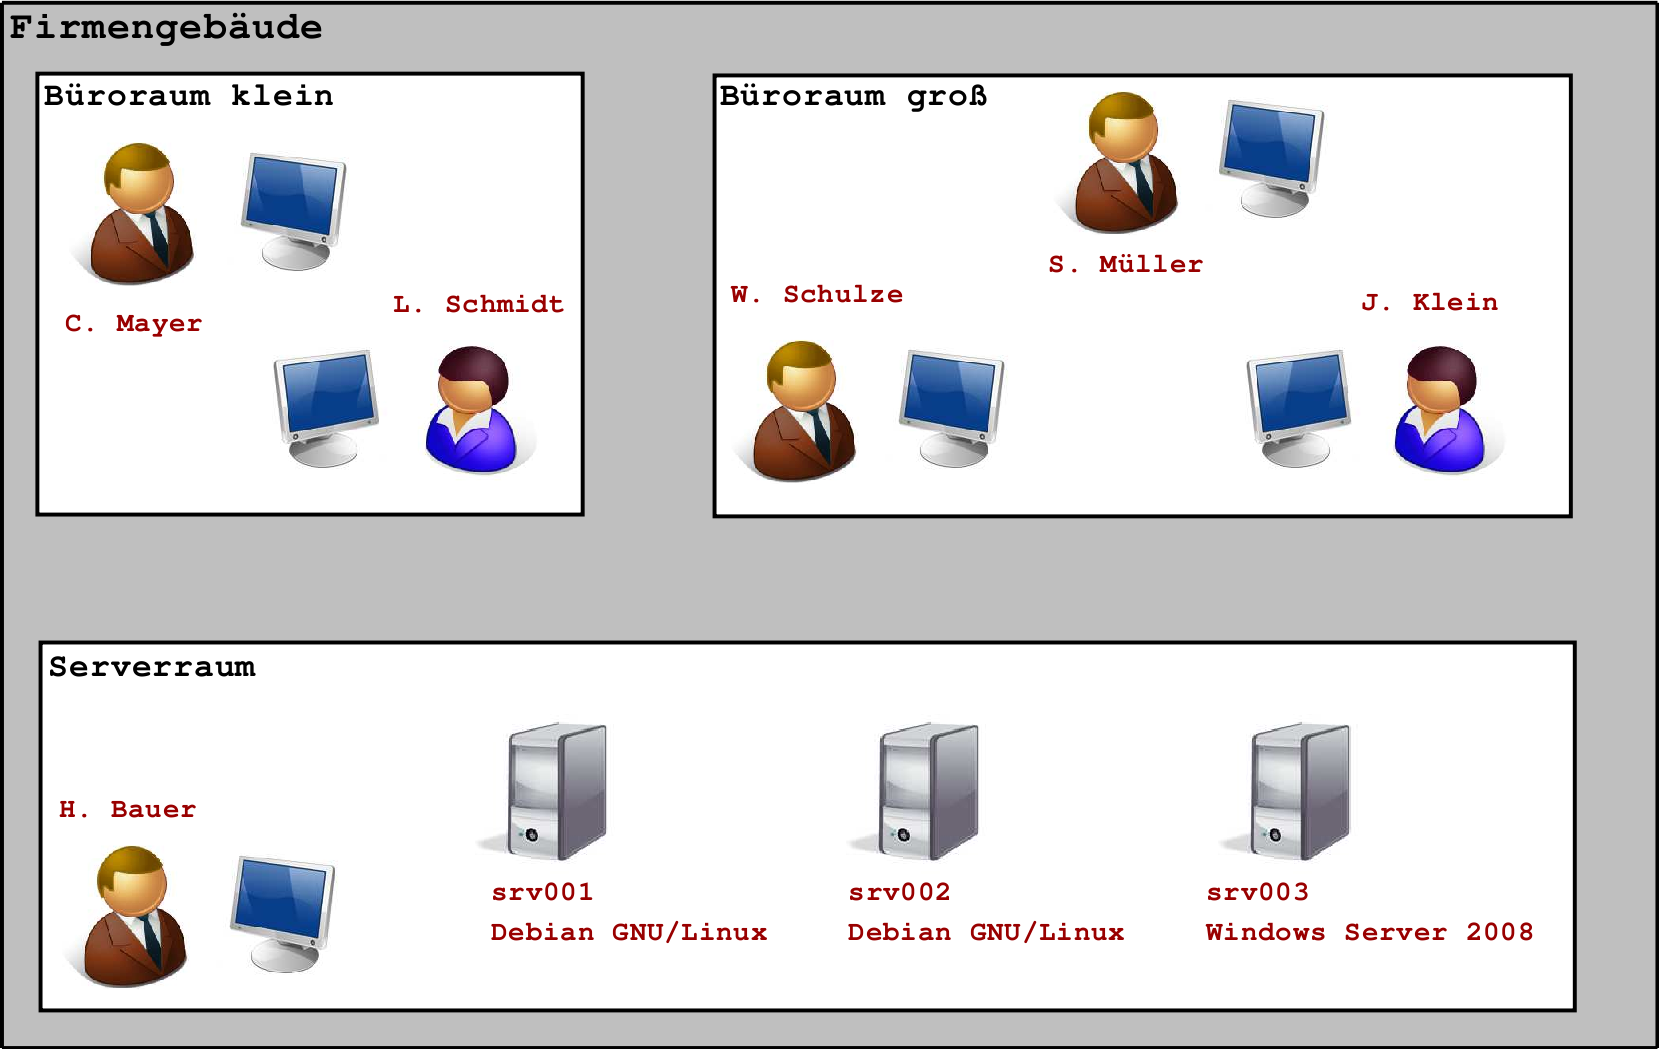 Firmengebäude
Büroraum klein
C. Mayer
L. Schmidt
Büroraum groß
S. Müller
W. Schulze
J. Klein
Serverraum
H. Bauer
srv001
Debian GNU/Linux
srv002
Debian GNU/Linux
srv003
Windows Server 2008